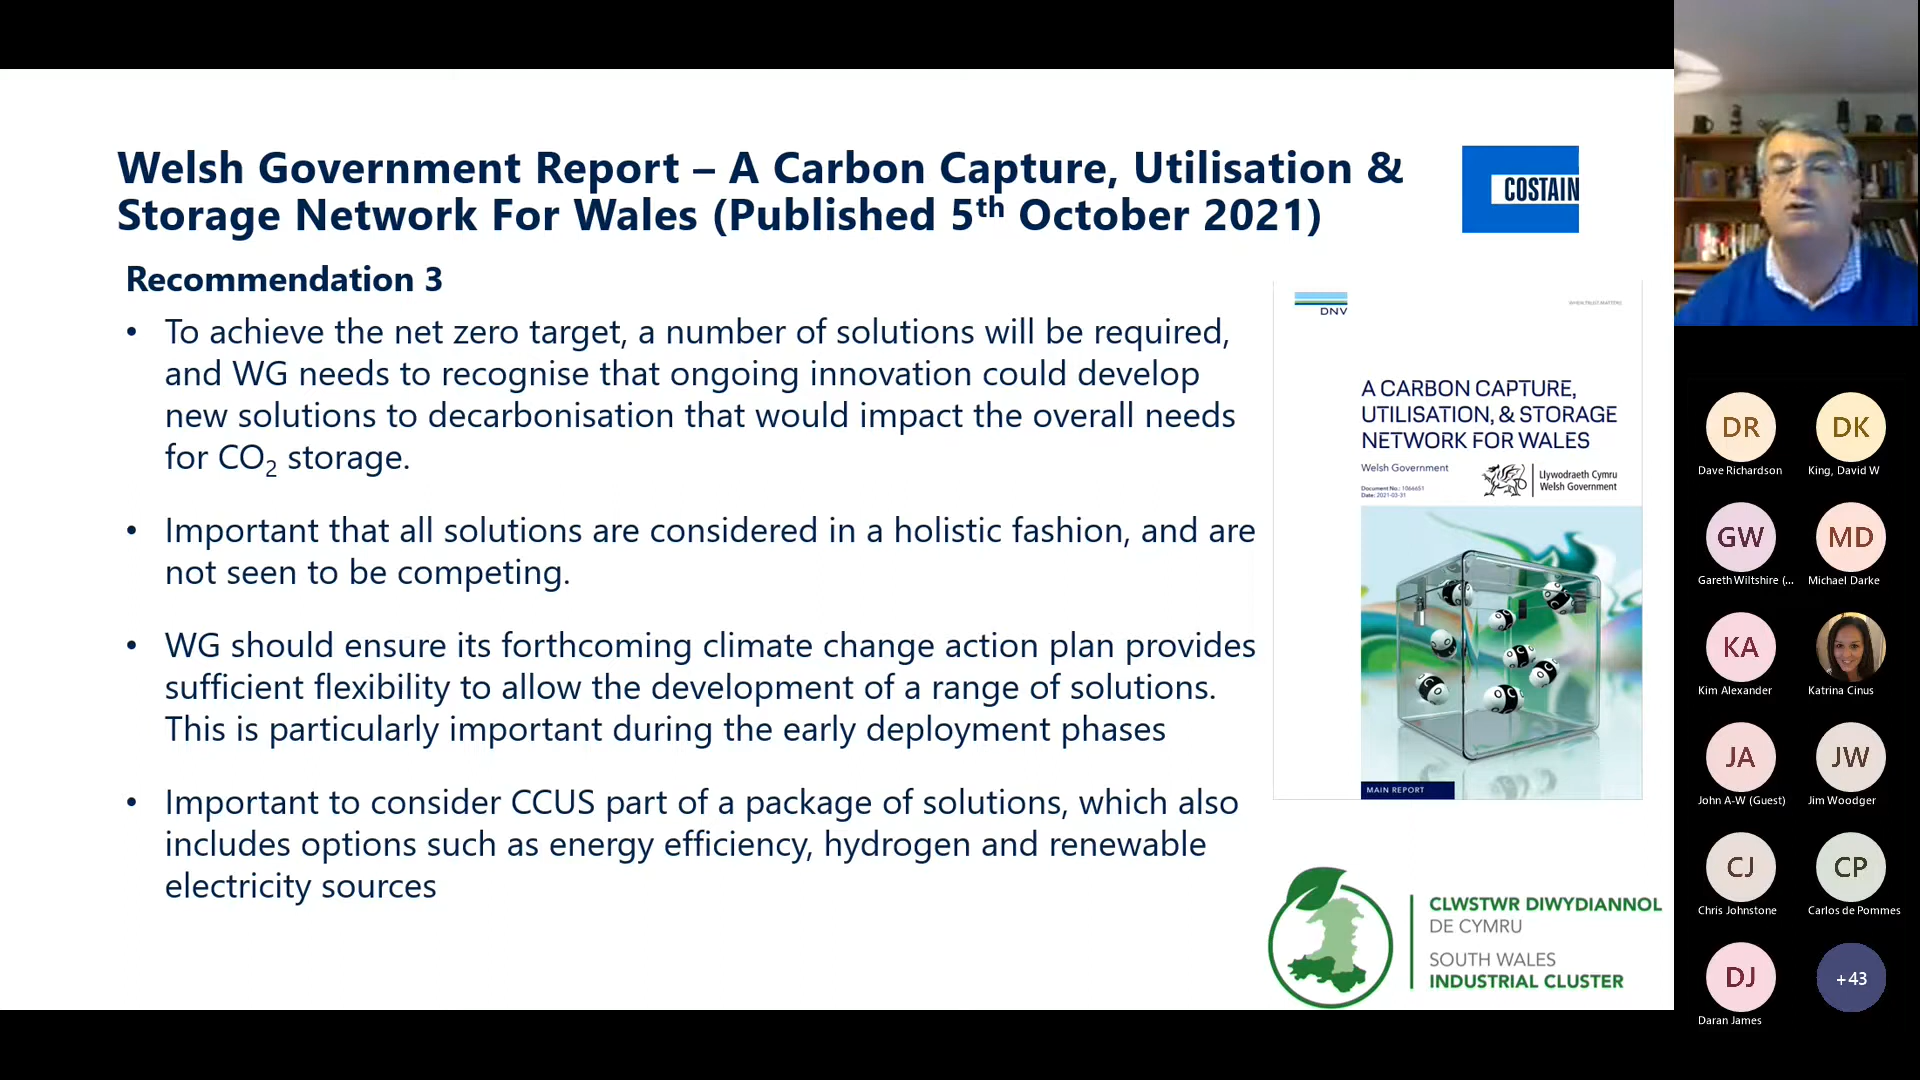 Welsh Government Report – A Carbon Capture, Utilisation &
Storage Network For Wales (Published 5th October 2021)
COSTAIN
Recommendation 3
• To achieve the net zero target, a number of solutions will be required,
and WG needs to recognise that ongoing innovation could develop
new solutions to decarbonisation that would impact the overall needs
for CO2 storage.
• Important that all solutions are considered in a holistic fashion, and are
not seen to be competing.
• WG should ensure its forthcoming climate change action plan provides
sufficient flexibility to allow the development of a range of solutions.
This is particularly important during the early deployment phases
• Important to consider CCUS part of a package of solutions, which also
includes options such as energy efficiency, hydrogen and renewable
electricity sources
DNV
WHEN TRUST MATTERS
A CARBON CAPTURE,
UTILISATION, & STORAGE
NETWORK FOR WALES
Welsh Government
Document No.: 1066651
Date: 2021-03-31
Llywodraeth Cymru
Welsh Government
MAIN REPORT
CLWSTWR DIWYDIANNOL
DE CYMRU
SOUTH WALES
INDUSTRIAL CLUSTER
DR
Dave Richardson
DK
King, David W
GW
Gareth Wiltshire (...
MD
Michael Darke
KA
Kim Alexander
Katrina Cinus
JA
John A-W (Guest)
JW
Jim Woodger
CJ
Chris Johnstone
CP
Carlos de Pommes
DJ
Daran James
+43